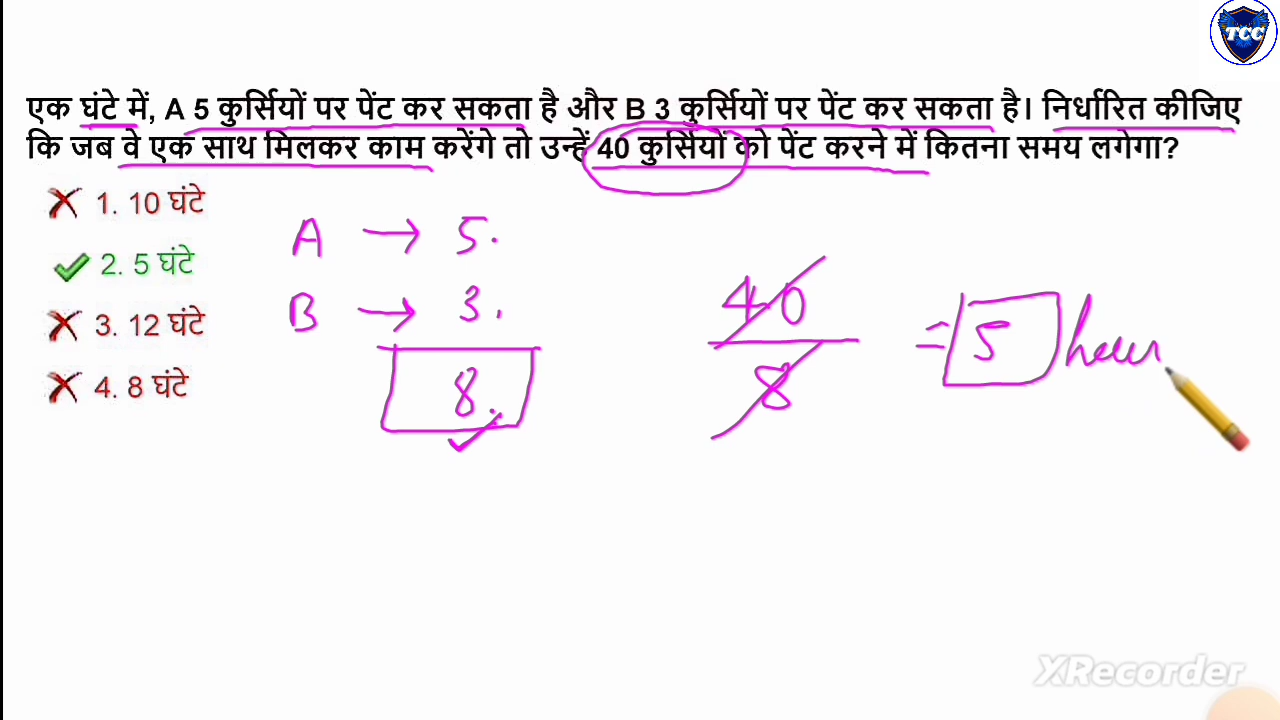 TCC
एक घंटे में, A 5 कुर्सियों पर पेंट कर सकता है और B 3 कुर्सियों पर पेंट कर सकता है। निर्धारित कीजिए
कि जब वे एक साथ मिलकर काम करेंगे तो उन्हें 40 कुर्सियों को पेंट करने में कितना समय लगेगा?
1. 10 घंटे
2. 5 घंटे
3. 12 घंटे
4. 8 घंटे
A → 5.
B → 3.
8.
40
8
= 5 hour
XRecorder